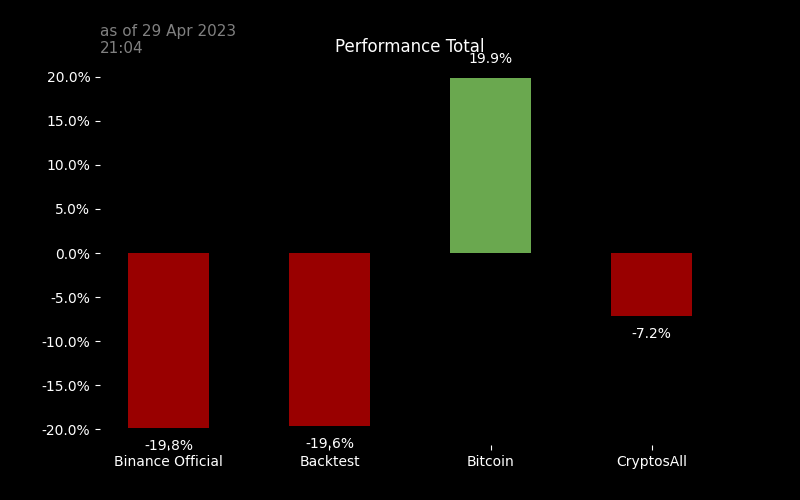 as of 29 Apr 2023
21:04
Performance Total
19.9%
20.0%
15.0%
10.0%
5.0%
0.0%
-5.0%
-10.0%
-15.0%
-20.0%
-7.2%
-19.8%
-19.6%
Binance Official
Backtest
Bitcoin
CryptosAll